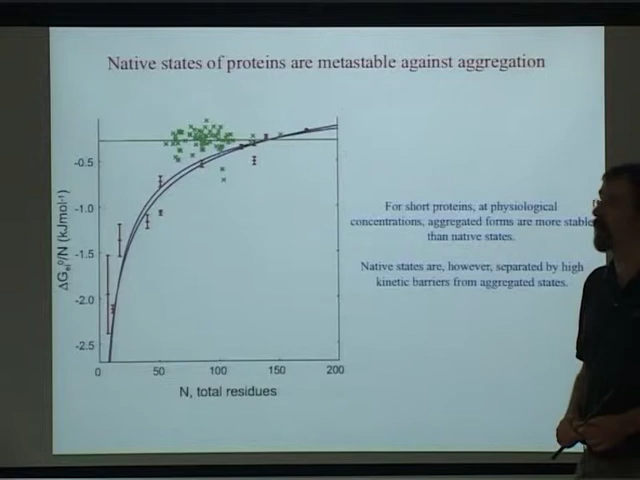 Native states of proteins are metastable against aggregation
-0.5
-1.0
-1.5
-2.0
-2.5
0 50 100 150 200
N, total residues
For short proteins, at physiological
concentrations, aggregated forms are more stable
than native states.
Native states are, however, separated by high
kinetic barriers from aggregated states.